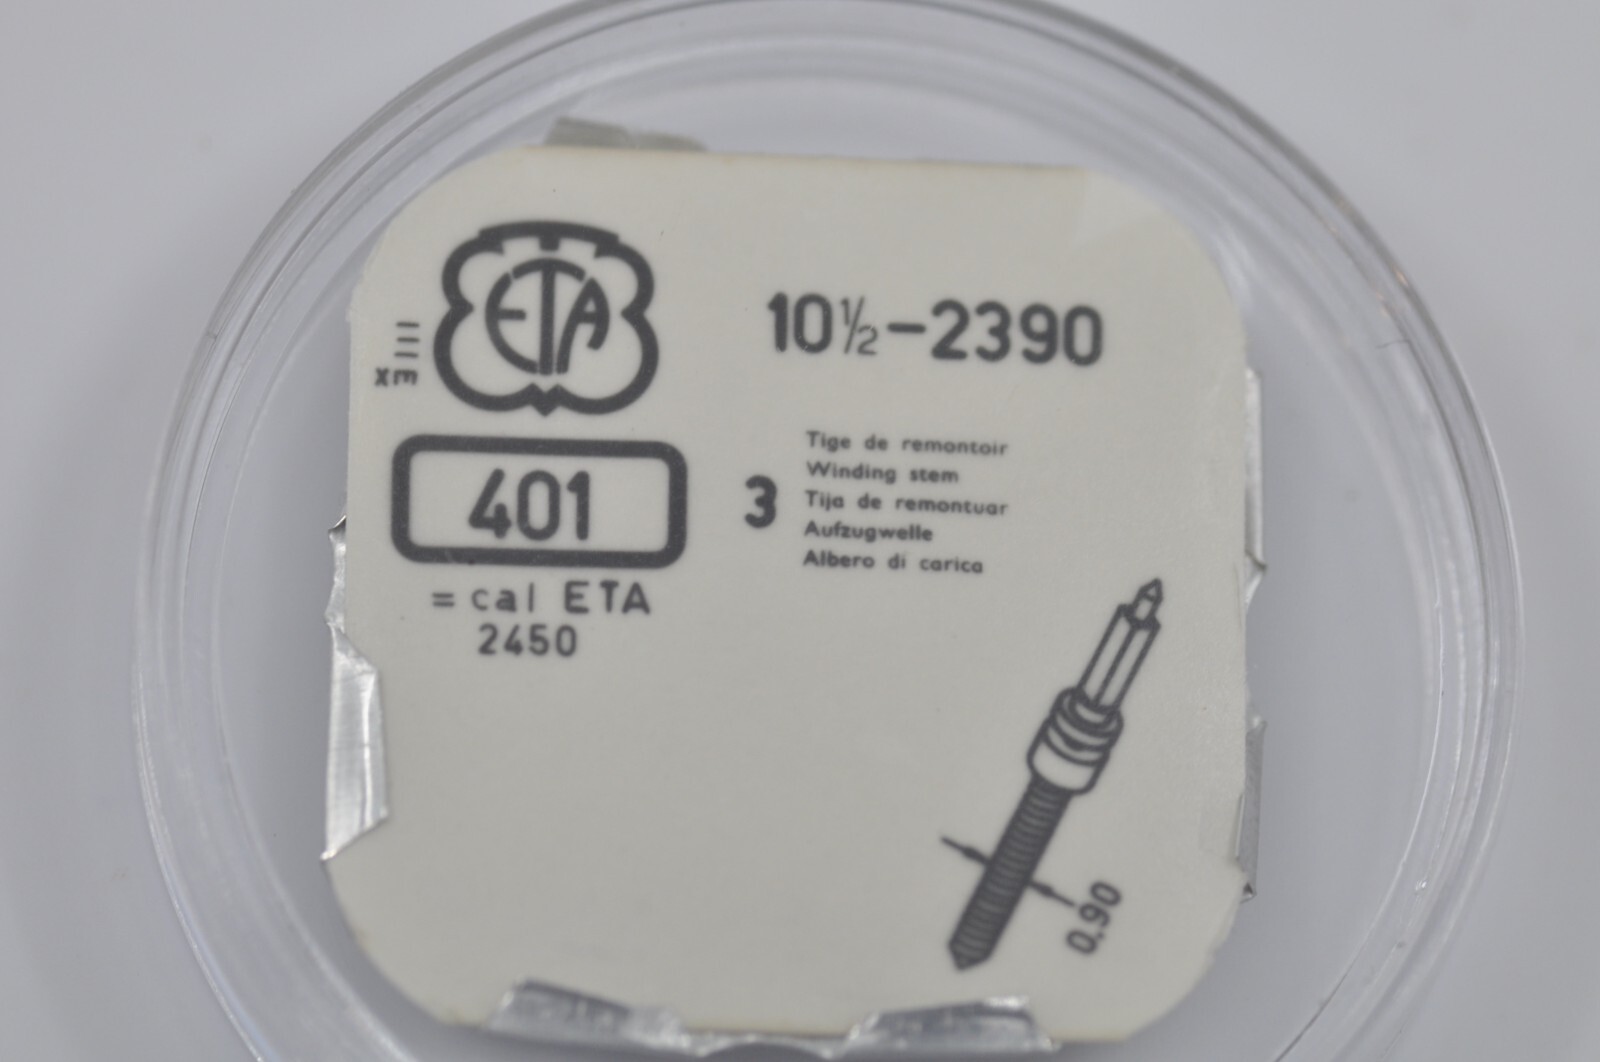 ETA
10½-2390
401
= cal ETA
2450
3
Tige de remontoir
Winding stem
Tija de remontuar
Aufzugwelle
Albero di carica
0.90